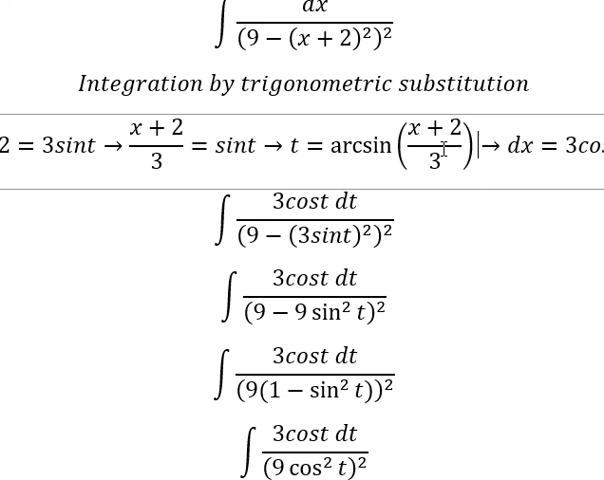 ∫ dx / (9 − (x + 2)²)²
Integration by trigonometric substitution
2 = 3sint → (x + 2)/3 = sint → t = arcsin((x + 2)/3) → dx = 3co
∫ 3cost dt / (9 − (3sint)²)²
∫ 3cost dt / (9 − 9 sin² t)²
∫ 3cost dt / (9(1 − sin² t))²
∫ 3cost dt / (9 cos² t)²